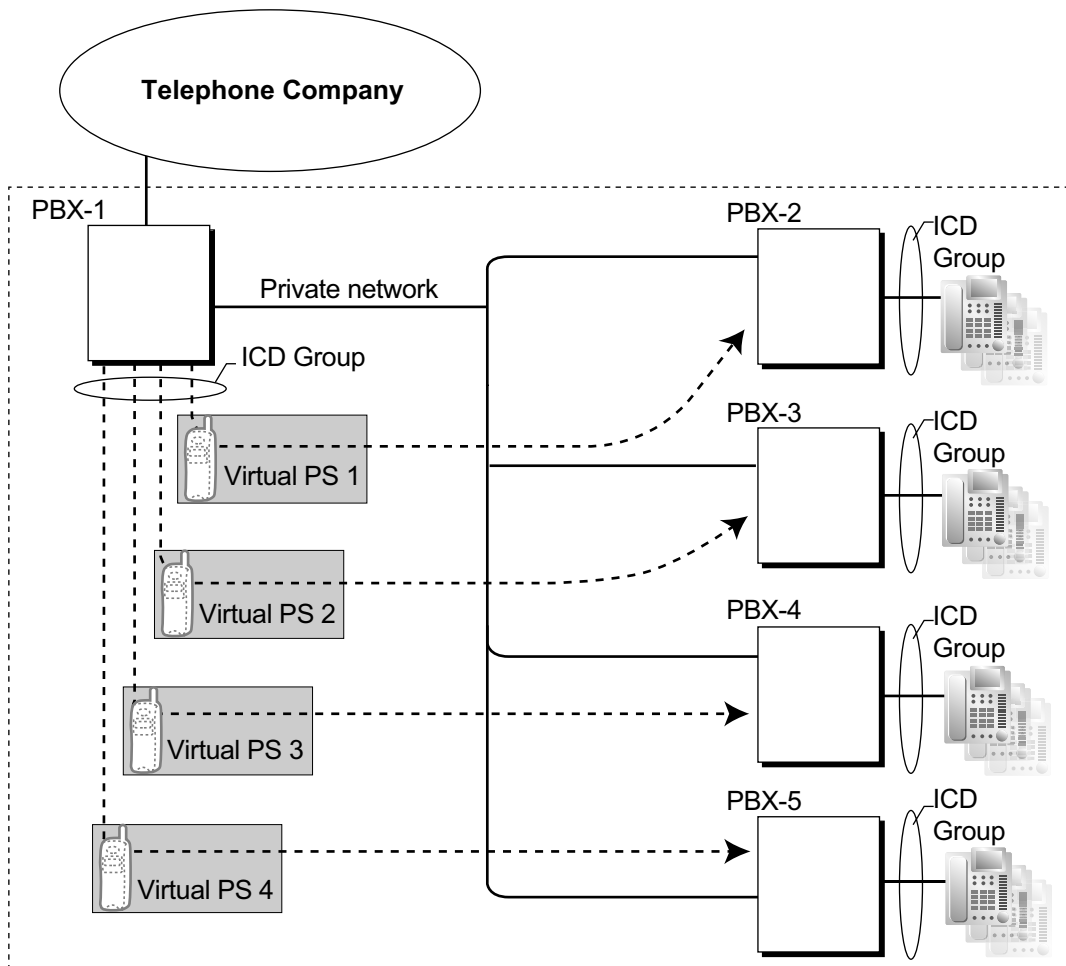 Telephone Company
PBX-1
Private network
ICD Group
Virtual PS 1
Virtual PS 2
Virtual PS 3
Virtual PS 4
PBX-2
ICD
Group
PBX-3
ICD
Group
PBX-4
ICD
Group
PBX-5
ICD
Group